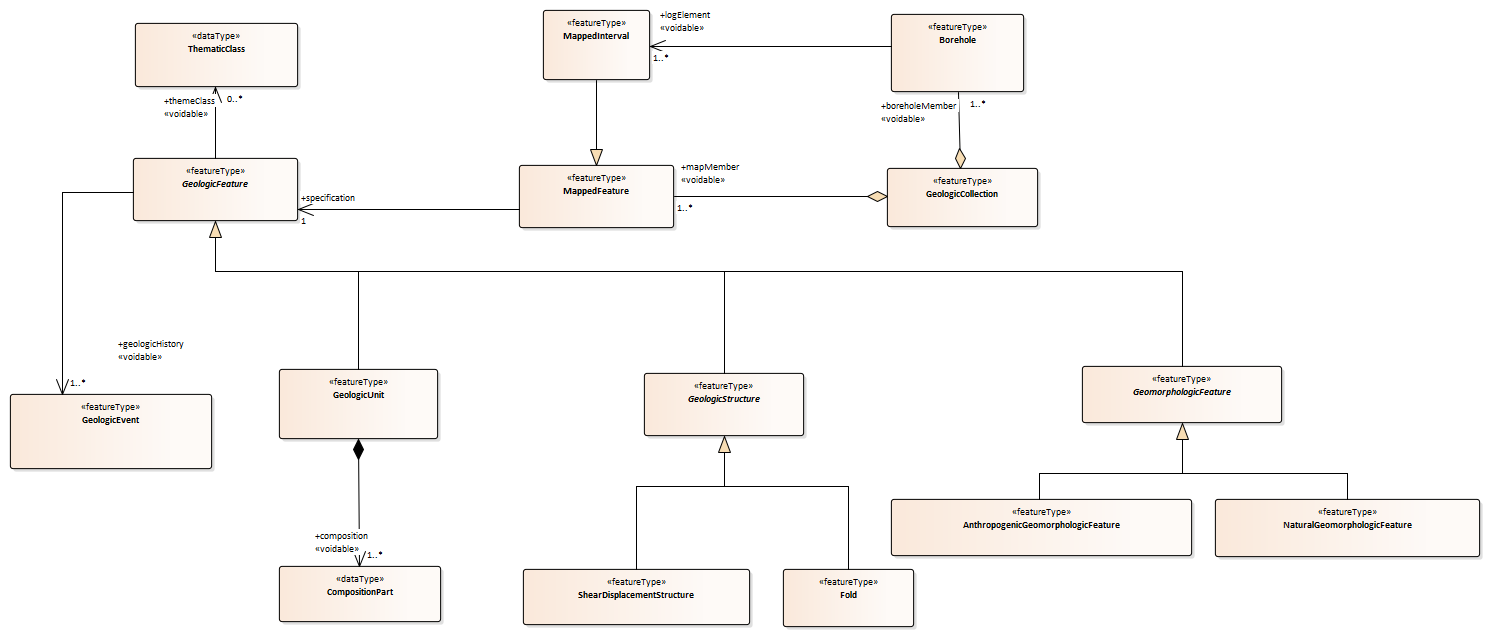 «dataType»
ThematicClass
«featureType»
MappedInterval
+logElement
«voidable»
1..*
«featureType»
Borehole
+themeClass
0..*
«voidable»
+boreholeMember
1..*
«voidable»
«featureType»
GeologicFeature
+specification
1
«featureType»
MappedFeature
+mapMember
«voidable»
1..*
«featureType»
GeologicCollection
+geologicHistory
«voidable»
1..*
«featureType»
GeologicEvent
«featureType»
GeologicUnit
«featureType»
GeologicStructure
«featureType»
GeomorphologicFeature
+composition
«voidable»
1..*
«dataType»
CompositionPart
«featureType»
ShearDisplacementStructure
«featureType»
Fold
«featureType»
AnthropogenicGeomorphologicFeature
«featureType»
NaturalGeomorphologicFeature